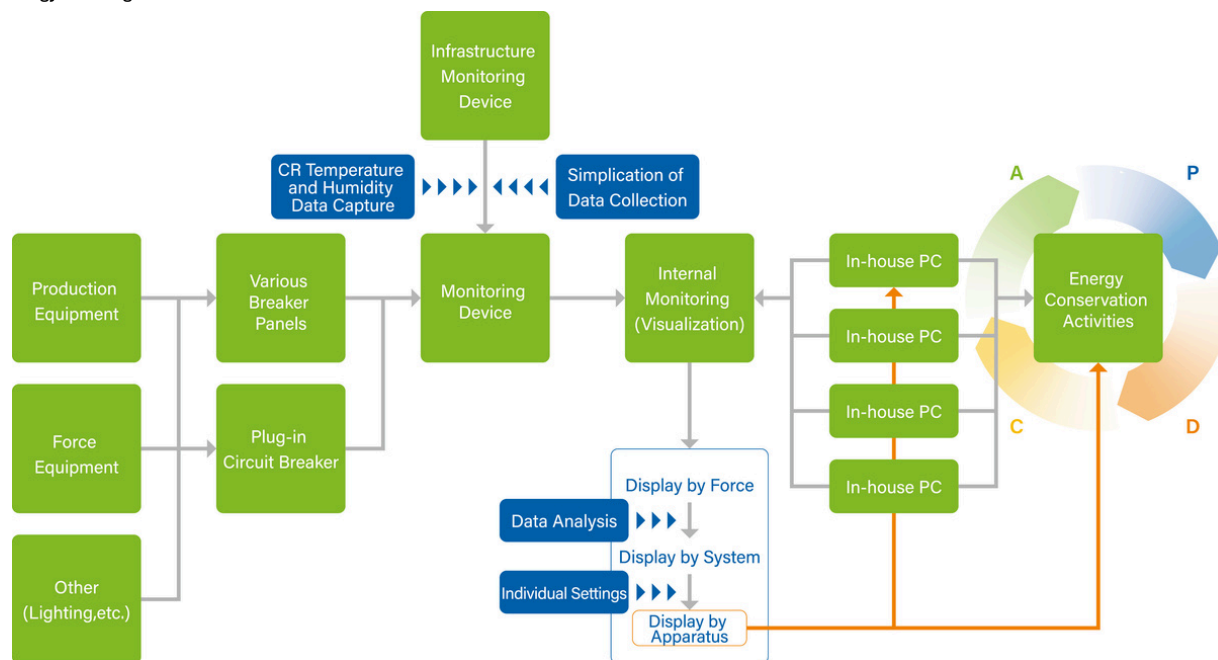 Infrastructure
Monitoring
Device
CR Temperature
and Humidity
Data Capture
Simplication of
Data Collection
A
P
Production
Equipment
Various
Breaker
Panels
Monitoring
Device
Internal
Monitoring
(Visualization)
In-house PC
Energy
Conservation
Activities
In-house PC
In-house PC
In-house PC
C
D
Force
Equipment
Plug-in
Circuit Breaker
Other
(Lighting,etc.)
Display by Force
Data Analysis
Display by System
Individual Settings
Display by
Apparatus